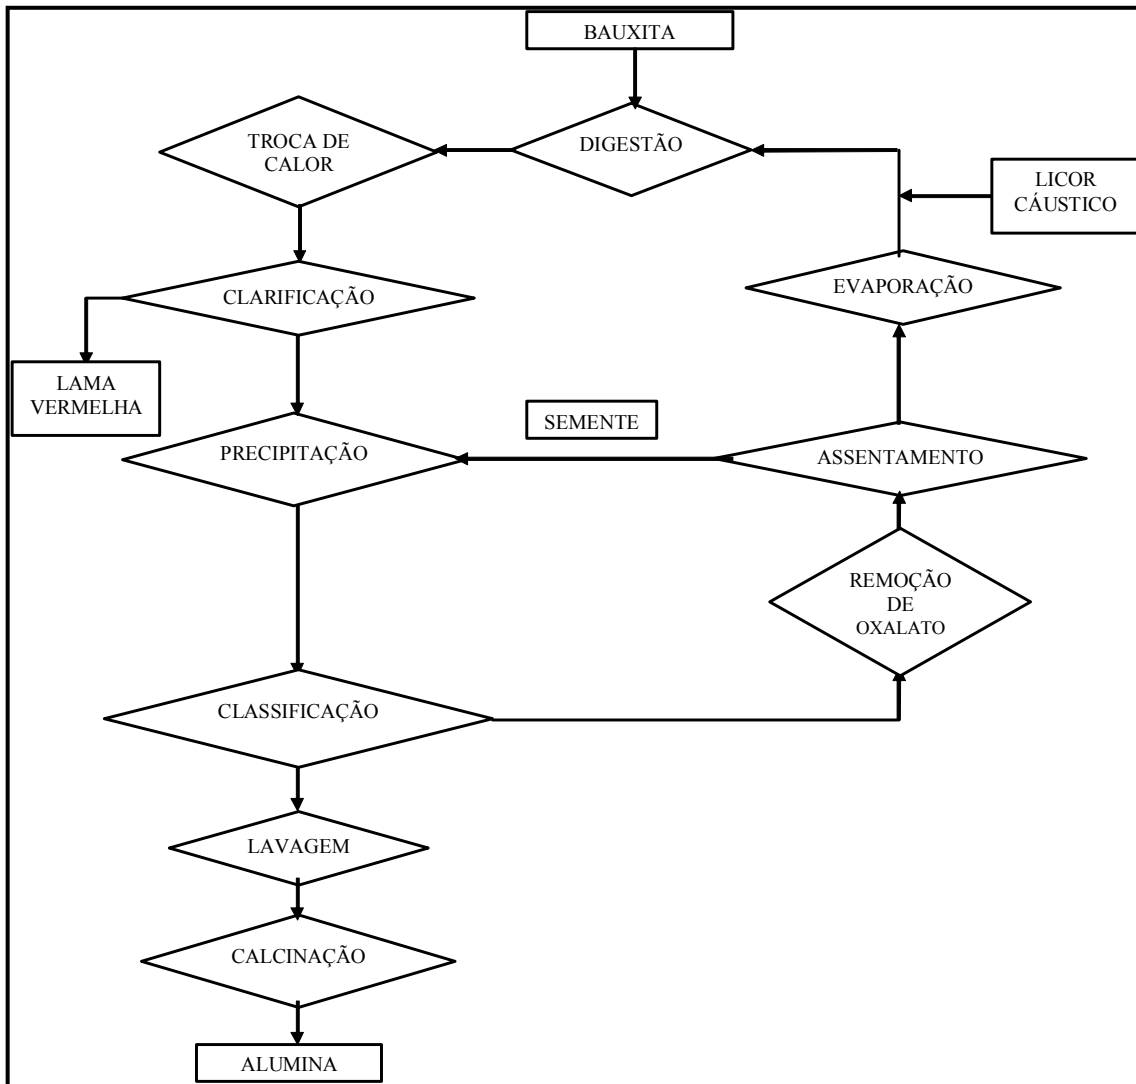 BAUXITA
TROCA DE
CALOR
DIGESTÃO
LICOR
CÁUSTICO
CLARIFICAÇÃO
EVAPORAÇÃO
LAMA
VERMELHA
SEMENTE
PRECIPITAÇÃO
ASSENTAMENTO
REMOÇÃO
DE
OXALATO
CLASSIFICAÇÃO
LAVAGEM
CALCINAÇÃO
ALUMINA